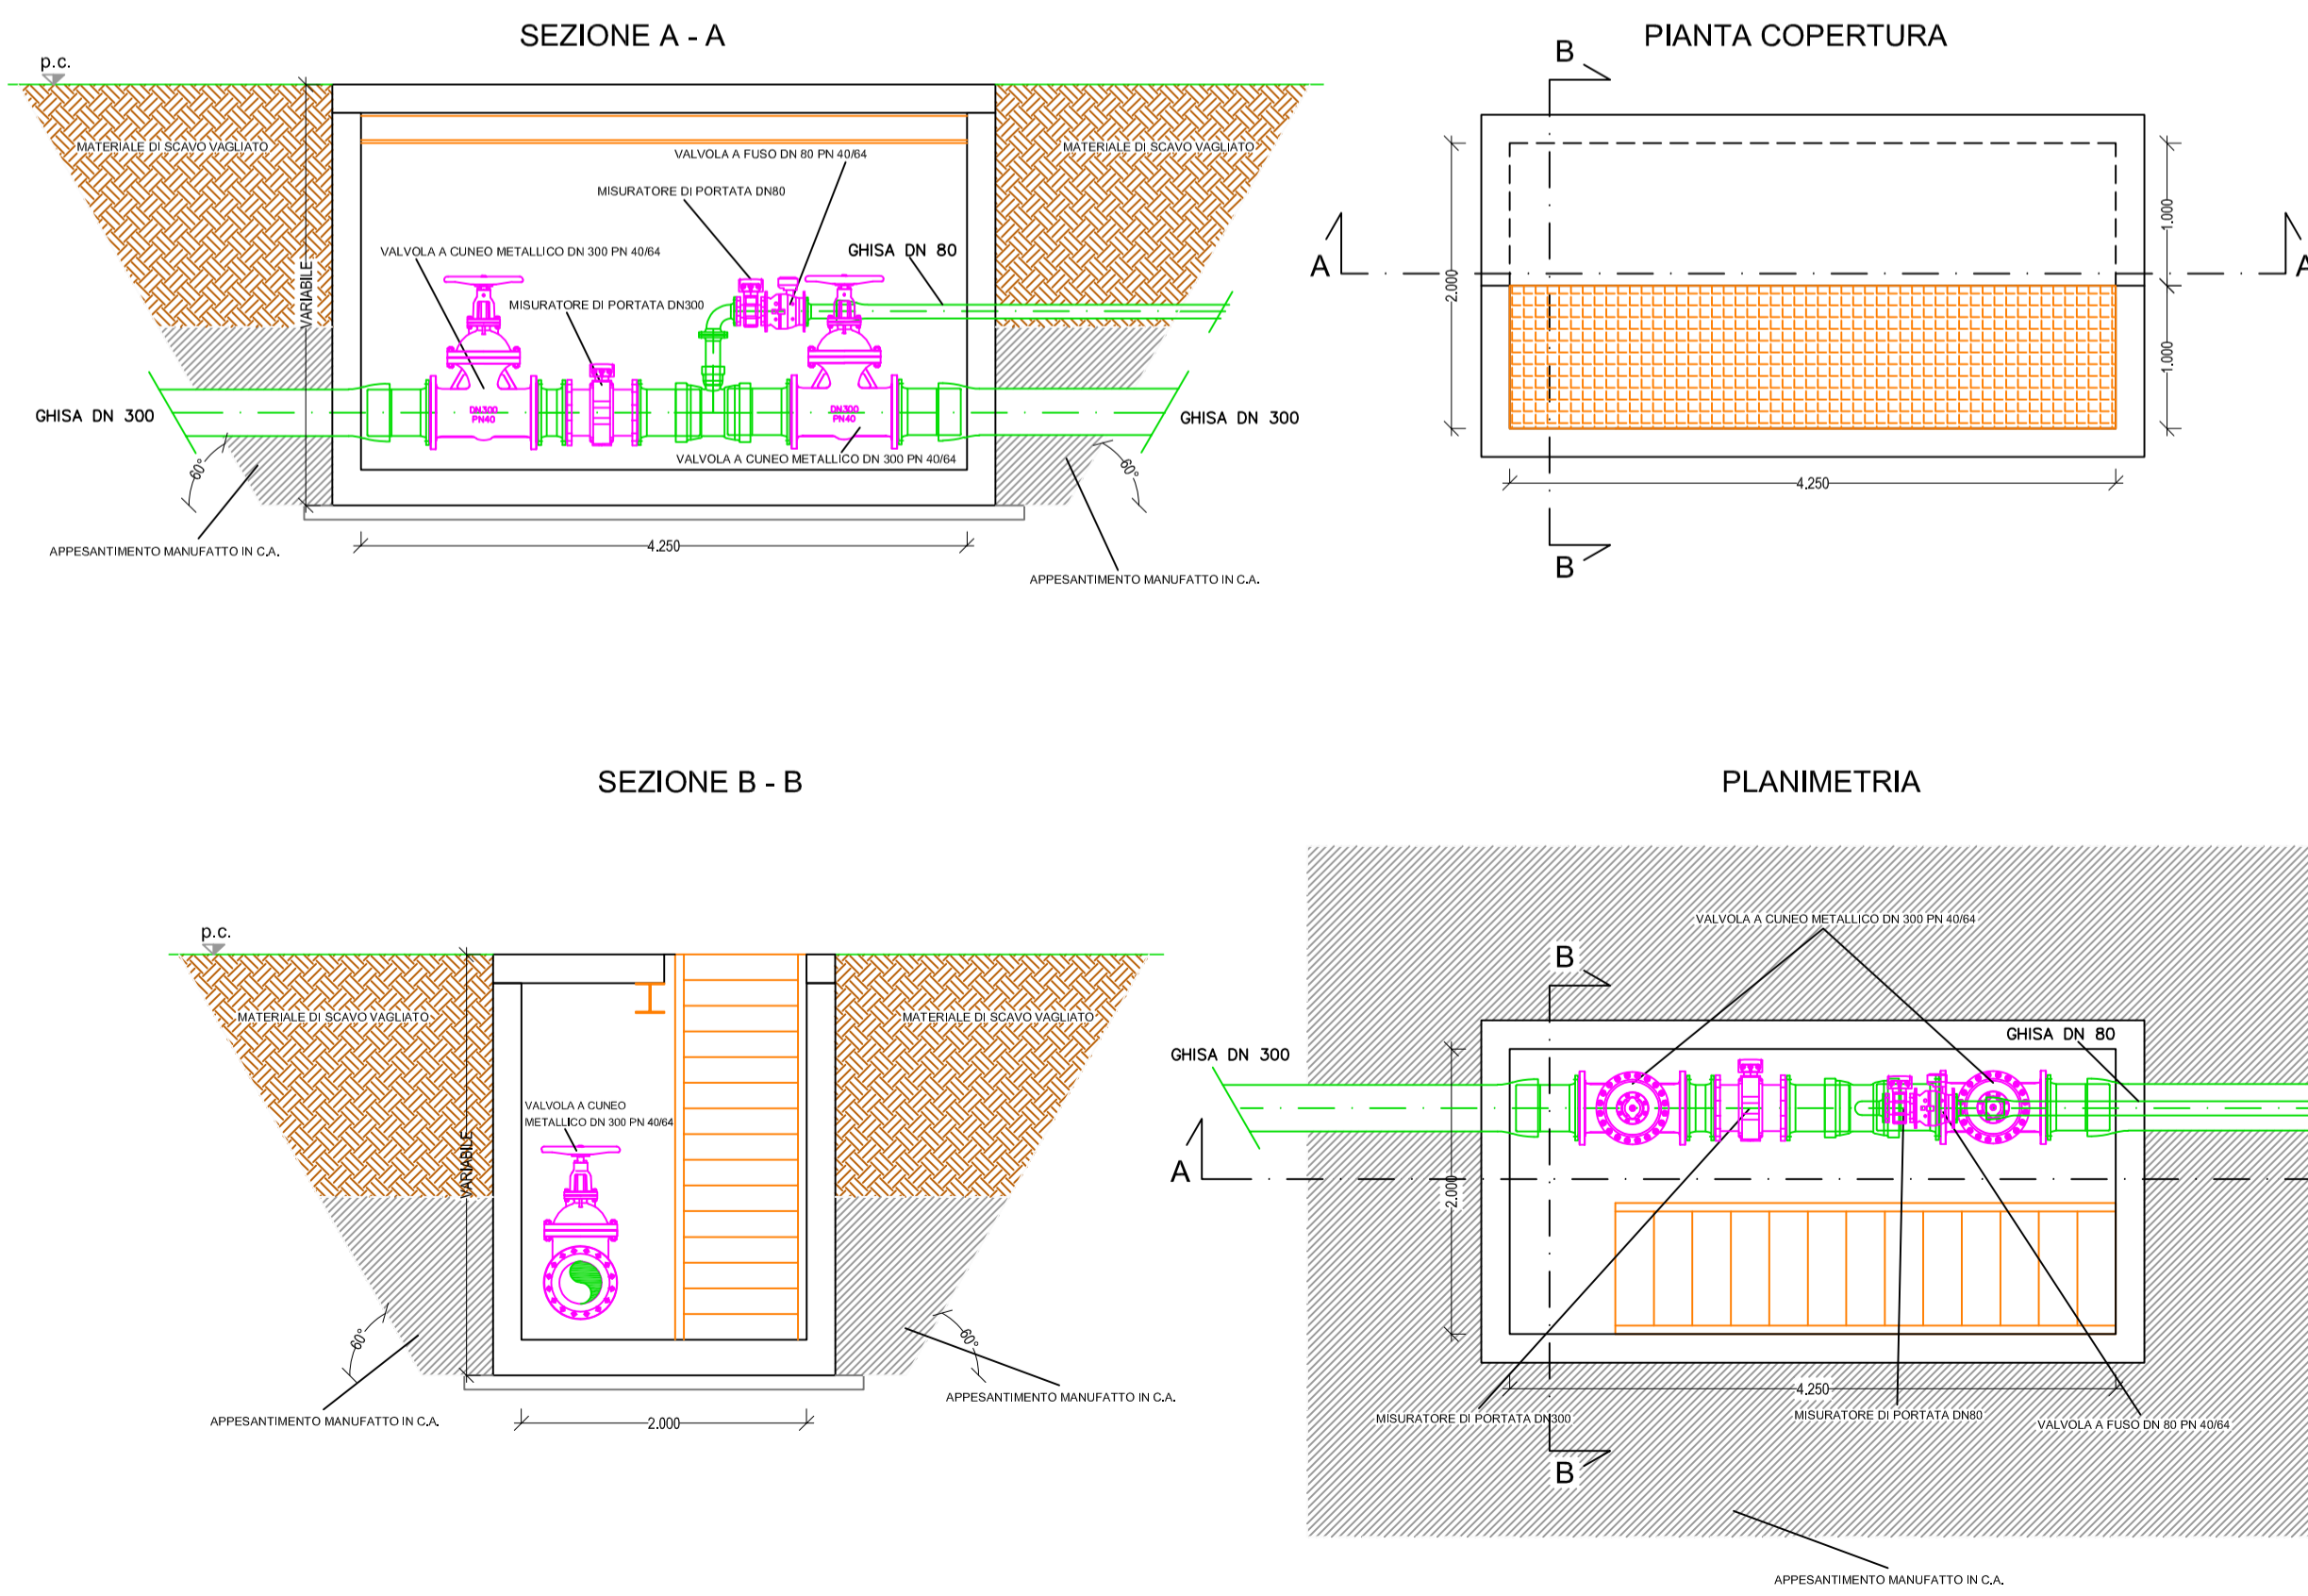 SEZIONE A - A
p.c.
MATERIALE DI SCAVO VAGLIATO
VALVOLA A FUSO DN 80 PN 40/64
MATERIALE DI SCAVO VAGLIATO
MISURATORE DI PORTATA DN80
VALVOLA A CUNEO METALLICO DN 300 PN 40/64
GHISA DN 80
VARIABILE
MISURATORE DI PORTATA DN300
GHISA DN 300
DN300
PN40
DN300
PN40
GHISA DN 300
VALVOLA A CUNEO METALLICO DN 300 PN 40/64
60°
60°
APPESANTIMENTO MANUFATTO IN C.A.
4.250
APPESANTIMENTO MANUFATTO IN C.A.
PIANTA COPERTURA
B
A
A
2.000
1.000
1.000
4.250
B
SEZIONE B - B
p.c.
MATERIALE DI SCAVO VAGLIATO
MATERIALE DI SCAVO VAGLIATO
VALVOLA A CUNEO
METALLICO DN 300 PN 40/64
VARIABILE
60°
60°
APPESANTIMENTO MANUFATTO IN C.A.
2.000
APPESANTIMENTO MANUFATTO IN C.A.
PLANIMETRIA
VALVOLA A CUNEO METALLICO DN 300 PN 40/64
B
GHISA DN 80
GHISA DN 300
A
2.000
4.250
MISURATORE DI PORTATA DN300
MISURATORE DI PORTATA DN80
VALVOLA A FUSO DN 80 PN 40/64
B
APPESANTIMENTO MANUFATTO IN C.A.